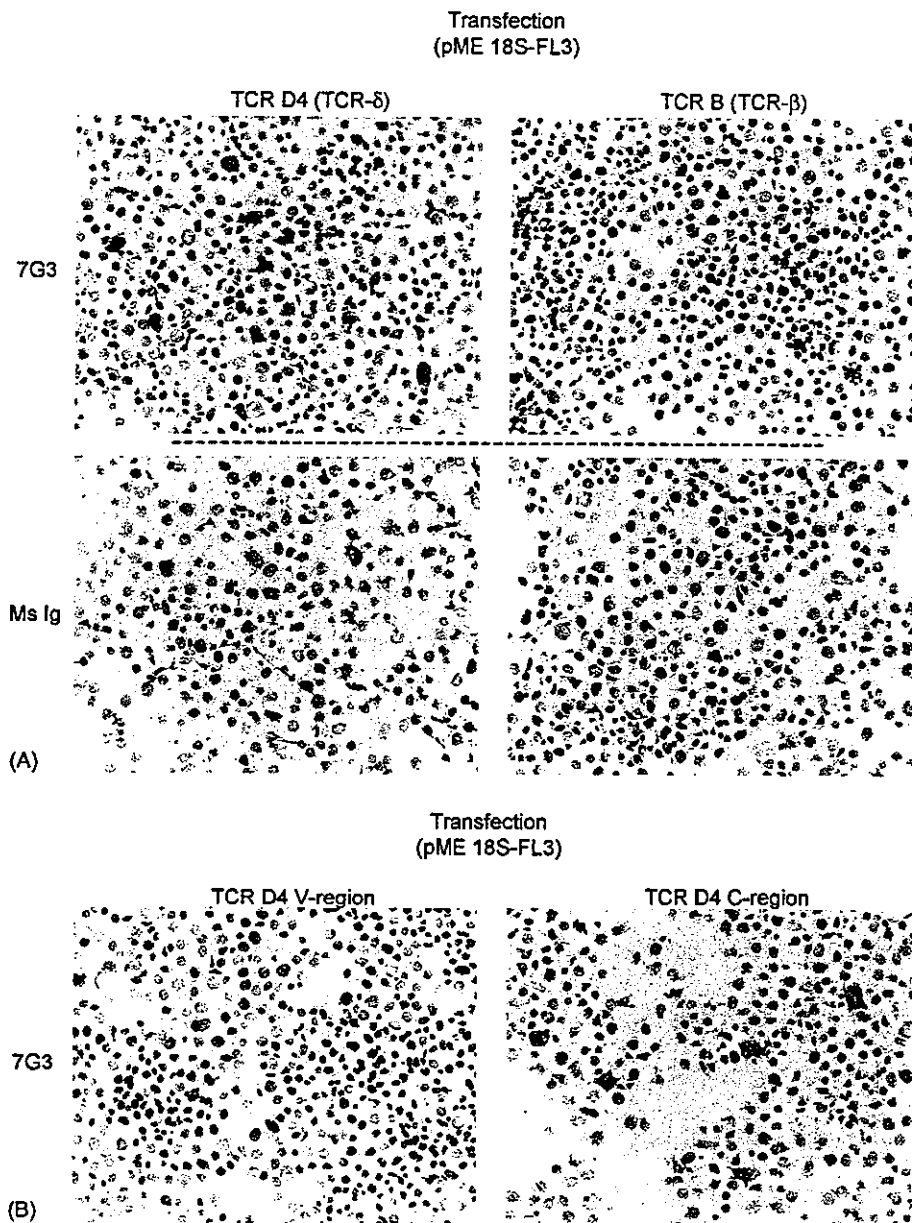 Transfection
(pME 18S-FL3)
TCR D4 (TCR-δ)
TCR B (TCR-β)
7G3
Ms Ig
(A)
Transfection
(pME 18S-FL3)
TCR D4 V-region
TCR D4 C-region
7G3
(B)